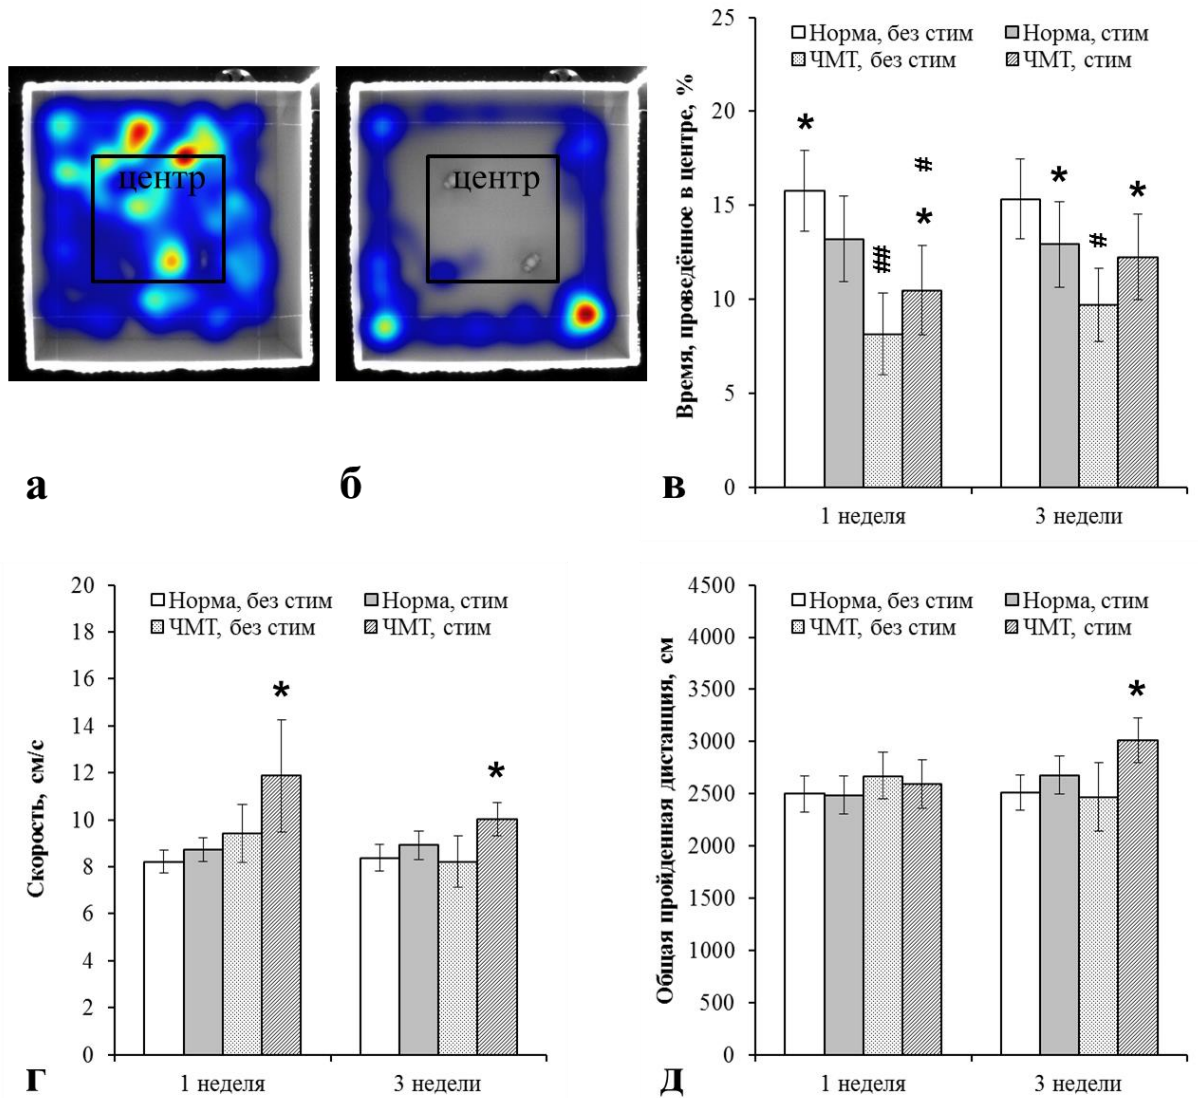 центр
центр
а
б
25
20
15
10
5
0
Время, проведённое в центре, %
Норма, без стим
Норма, стим
ЧМТ, без стим
ЧМТ, стим
*
##
#
*
*
#
*
1 неделя
3 недели
в
20
18
16
14
12
10
8
6
4
2
0
Скорость, см/с
Норма, без стим
Норма, стим
ЧМТ, без стим
ЧМТ, стим
*
*
1 неделя
3 недели
г
4500
4000
3500
3000
2500
2000
1500
1000
500
0
Общая пройденная дистанция, см
Норма, без стим
Норма, стим
ЧМТ, без стим
ЧМТ, стим
*
1 неделя
3 недели
д